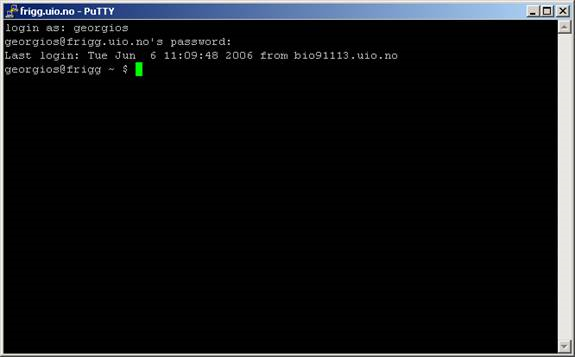 frigg.uio.no - PuTTY
login as: georgios
georgios@frigg.uio.no's password:
Last login: Tue Jun  6 11:09:48 2006 from bio91113.uio.no
georgios@frigg ~ $